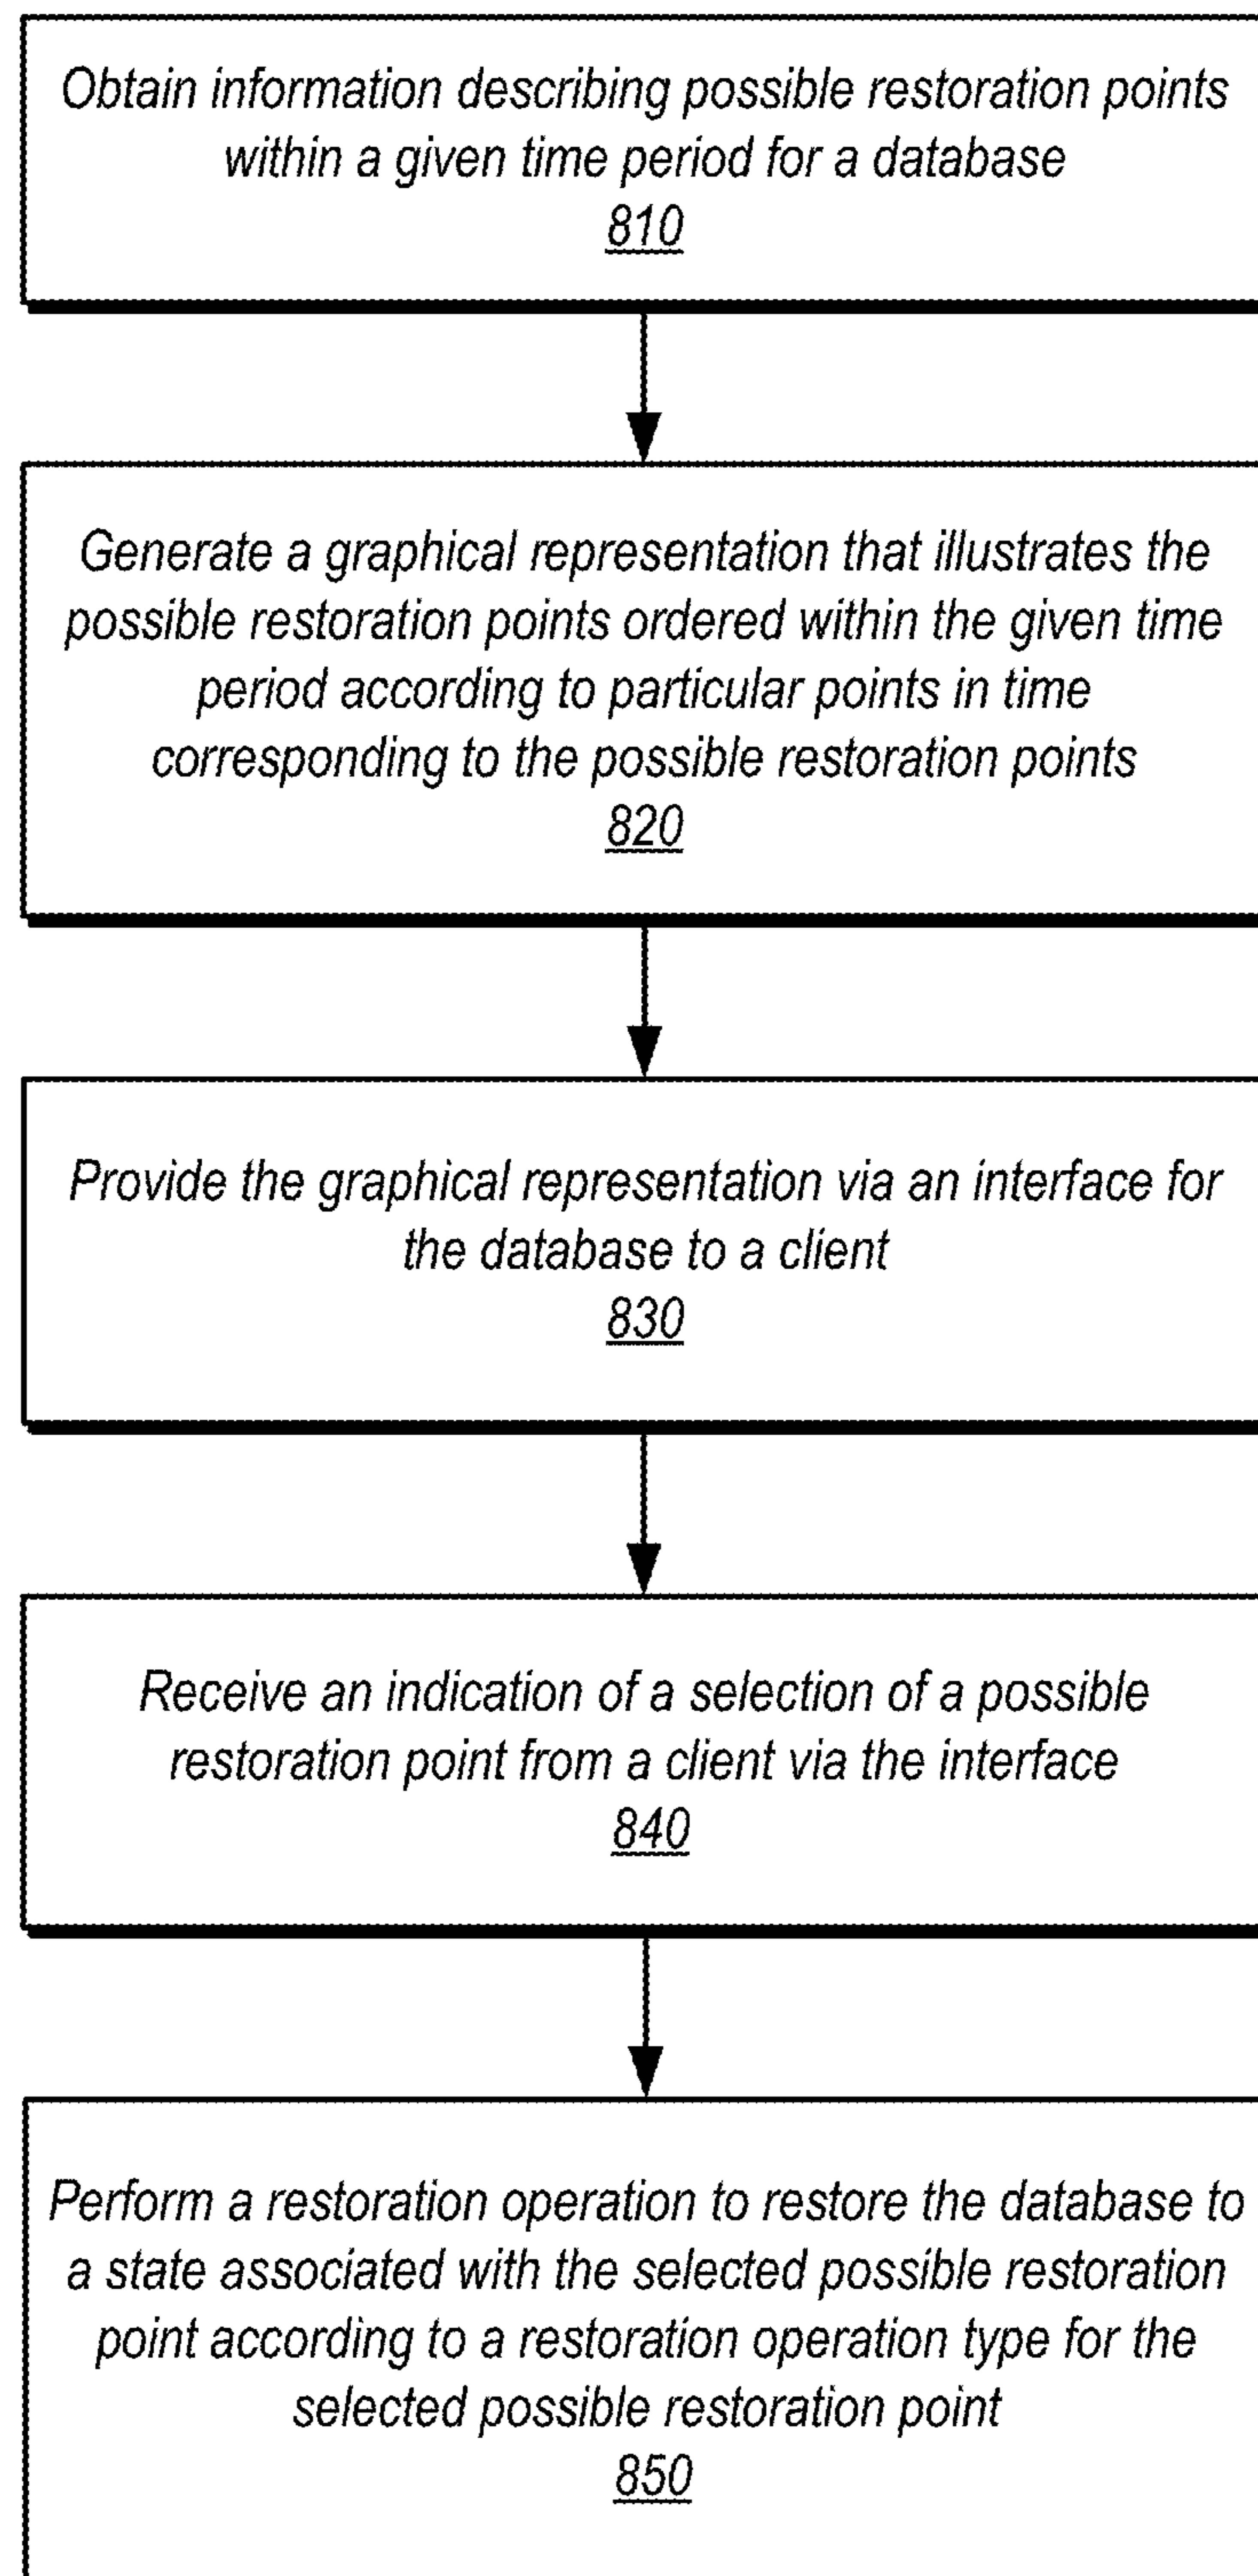 Obtain information describing possible restoration points
within a given time period for a database
810
Generate a graphical representation that illustrates the
possible restoration points ordered within the given time
period according to particular points in time
corresponding to the possible restoration points
820
Provide the graphical representation via an interface for
the database to a client
830
Receive an indication of a selection of a possible
restoration point from a client via the interface
840
Perform a restoration operation to restore the database to
a state associated with the selected possible restoration
point according to a restoration operation type for the
selected possible restoration point
850